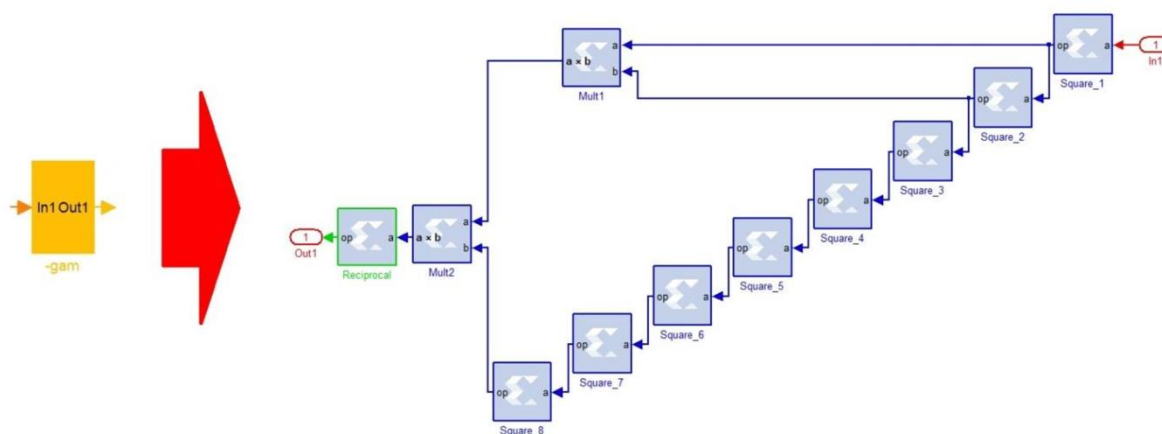 In1 Out1
-gam
1
Out1
op a
Reciprocal
a × b a
b
Mult2
a × b a
b
Mult1
op a
Square_1
1
In1
op a
Square_2
op a
Square_3
op a
Square_4
op a
Square_5
op a
Square_6
op a
Square_7
op a
Square_8